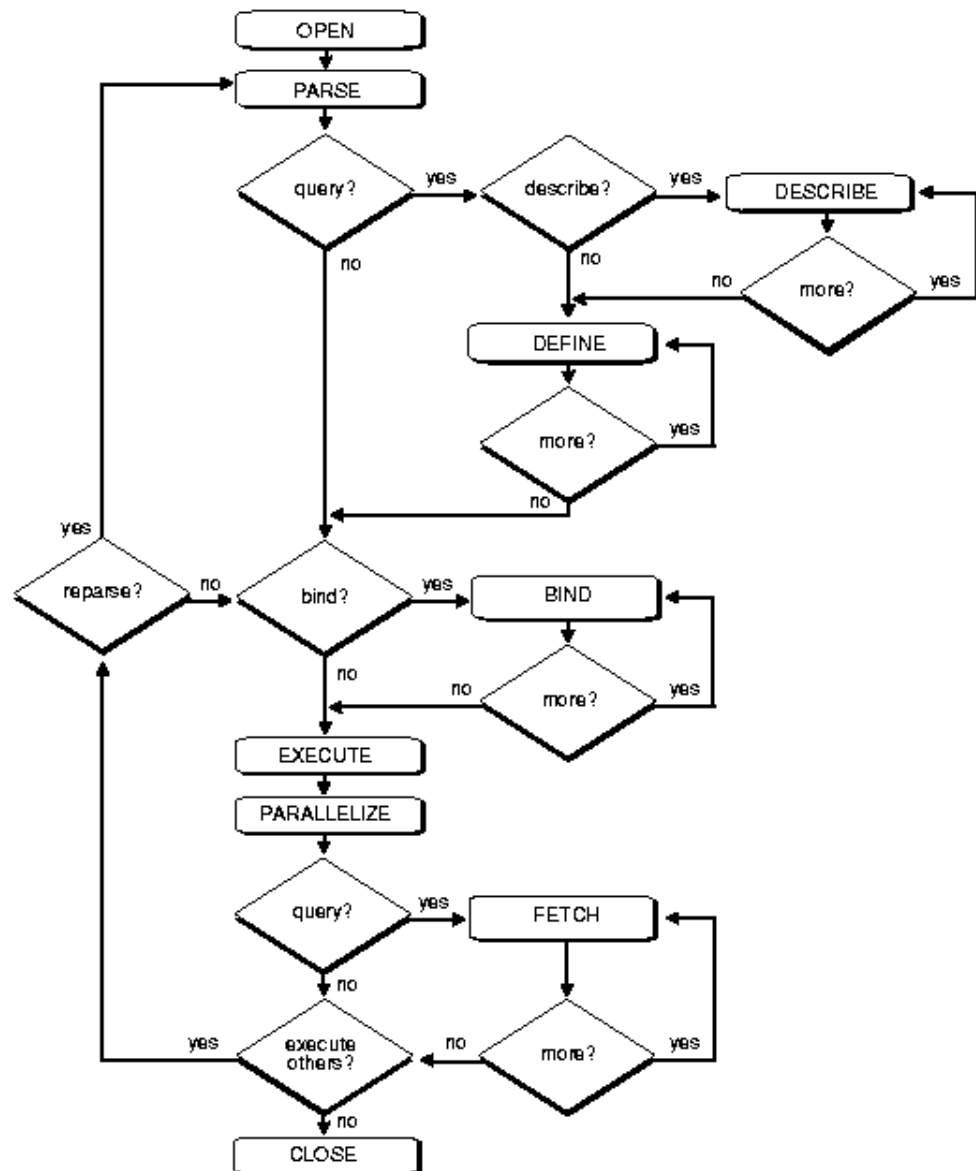 OPEN
PARSE
query?
yes
describe?
yes
DESCRIBE
no
no
no
more?
yes
DEFINE
more?
yes
no
yes
reparse?
no
bind?
yes
BIND
no
no
more?
yes
EXECUTE
PARALLELIZE
query?
yes
FETCH
no
yes
execute
others?
no
more?
yes
no
CLOSE